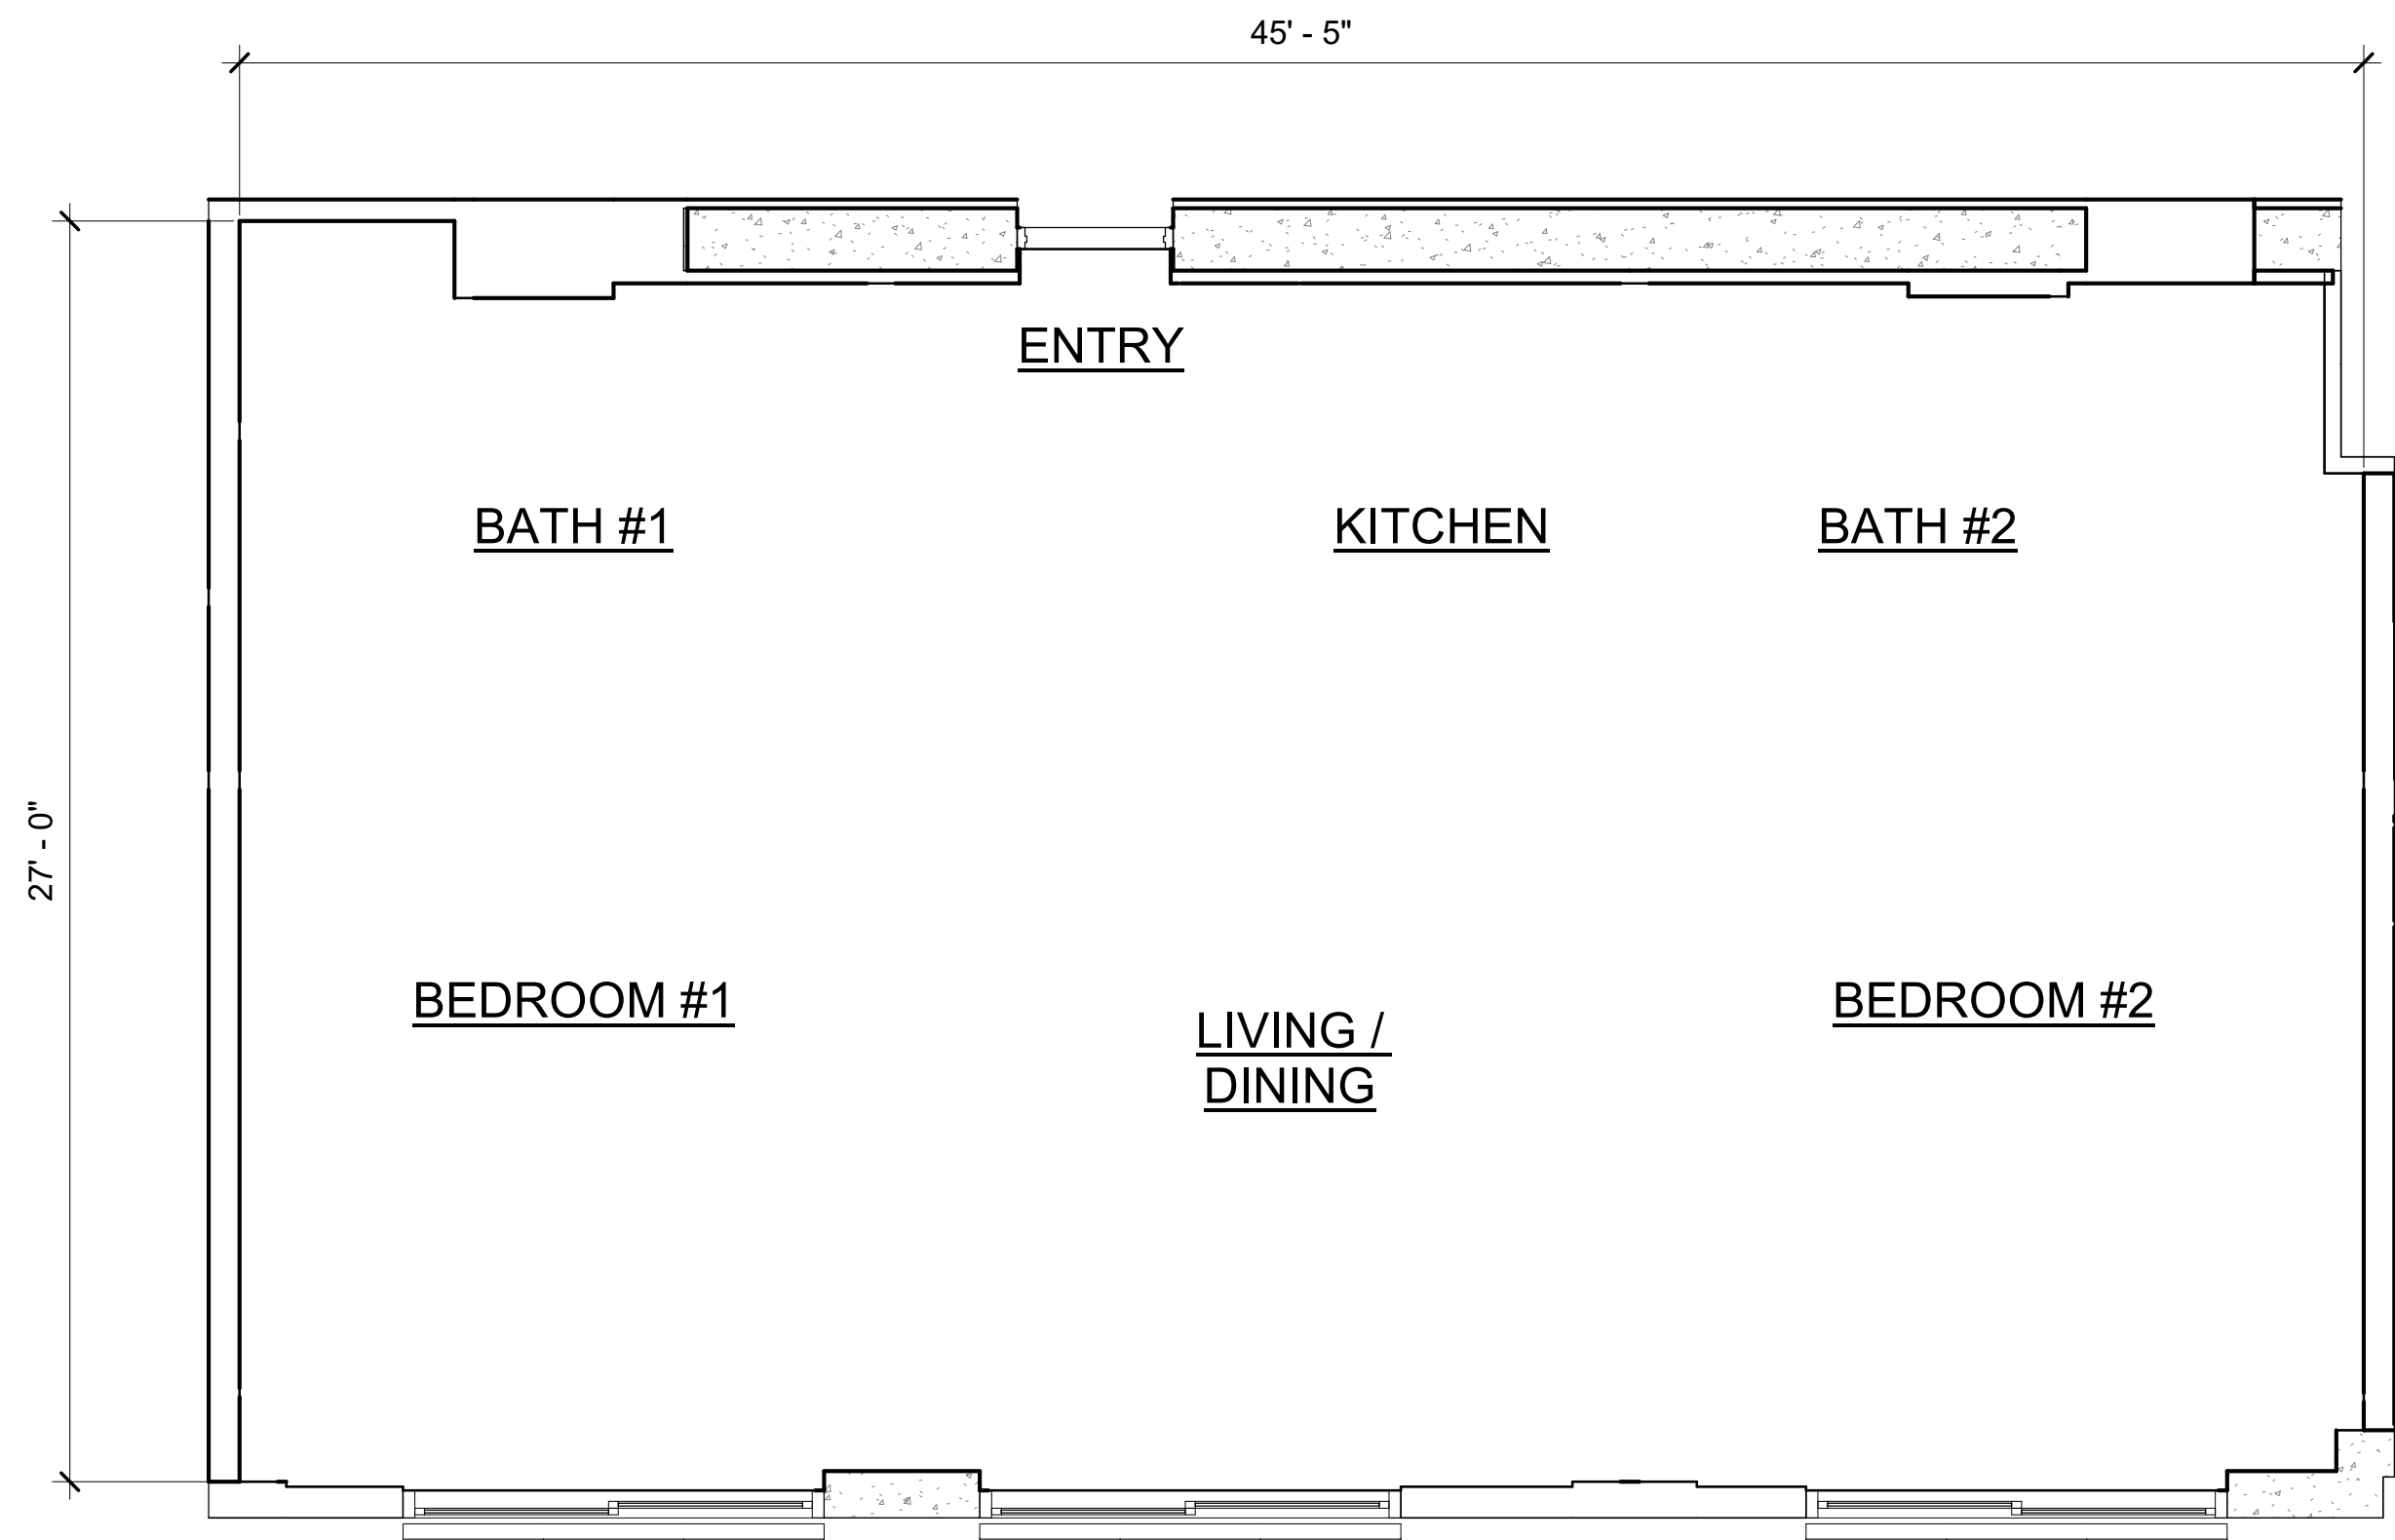 45' - 5"
ENTRY
BATH #1
KITCHEN
BATH #2
27' - 0"
BEDROOM #1
LIVING /
DINING
BEDROOM #2